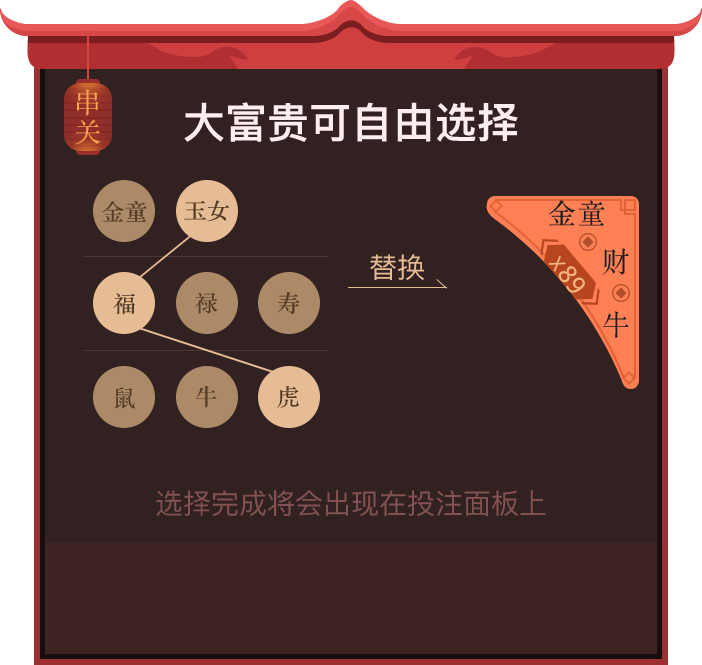 串
关
大富贵可自由选择
金童 玉女
福 禄 寿
鼠 牛 虎
替换
金童
财
牛
x89
选择完成将会出现在投注面板上